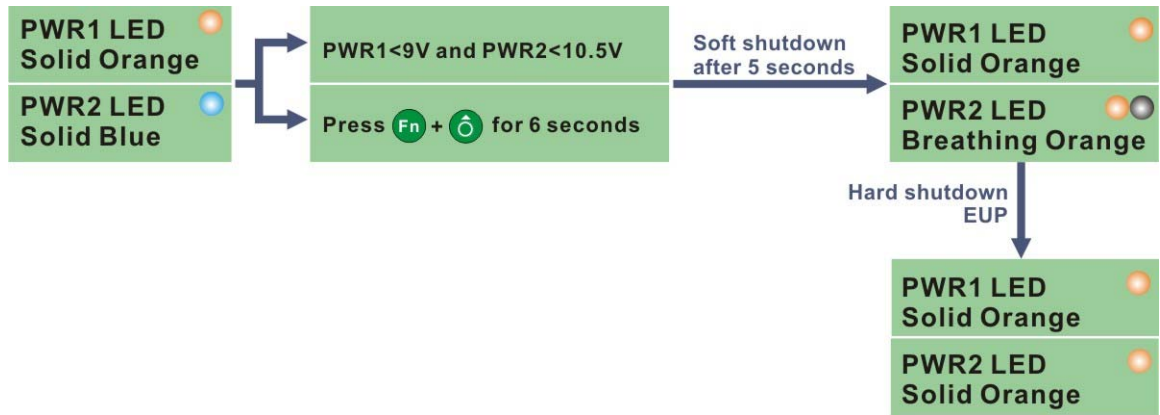 PWR1 LED
Solid Orange
PWR2 LED
Solid Blue
PWR1<9V and PWR2<10.5V
Press Fn + for 6 seconds
Soft shutdown
after 5 seconds
PWR1 LED
Solid Orange
PWR2 LED
Breathing Orange
Hard shutdown
EUP
PWR1 LED
Solid Orange
PWR2 LED
Solid Orange